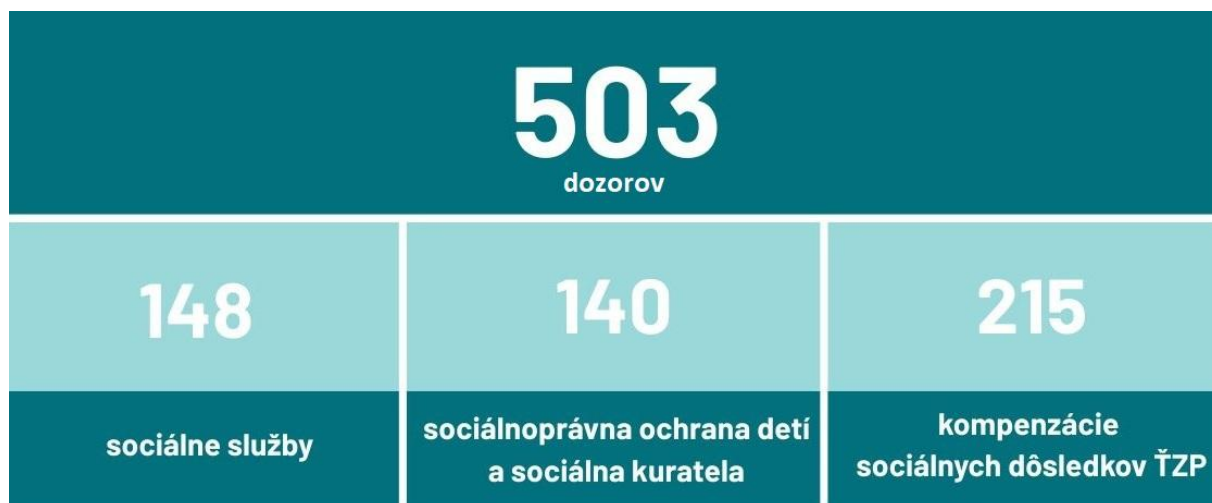 503
dozorov
148
140
215
sociálne služby
sociálnoprávna ochrana detí
a sociálna kuratela
kompenzácie
sociálnych dôsledkov ŤZP